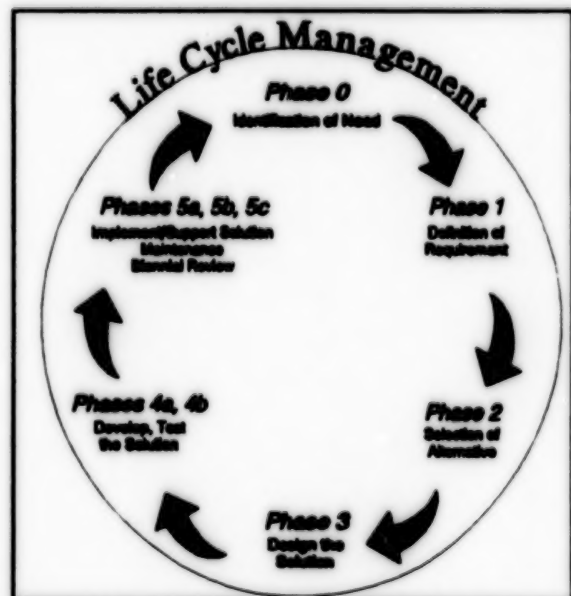 Life Cycle Management
Phase 0
Identification of Need
Phase 1
Definition of
Requirement
Phase 2
Selection of
Alternative
Phase 3
Design the
Solution
Phases 4a, 4b
Develop, Test
the Solution
Phases 5a, 5b, 5c
Implement/Support Solution
Maintenance
Biennial Review